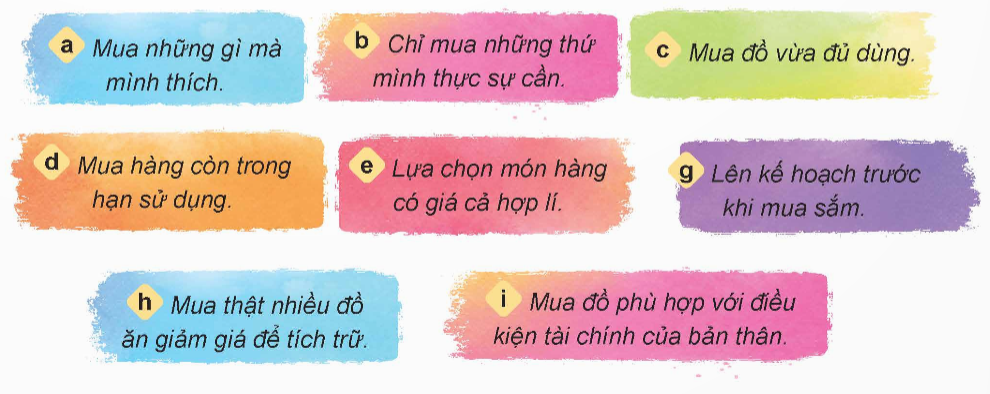 a Mua những gì mà
mình thích.
b Chỉ mua những thứ
mình thực sự cần.
c Mua đồ vừa đủ dùng.
d Mua hàng còn trong
hạn sử dụng.
e Lựa chọn món hàng
có giá cả hợp lí.
g Lên kế hoạch trước
khi mua sắm.
h Mua thật nhiều đồ
ăn giảm giá để tích trữ.
i Mua đồ phù hợp với điều
kiện tài chính của bản thân.